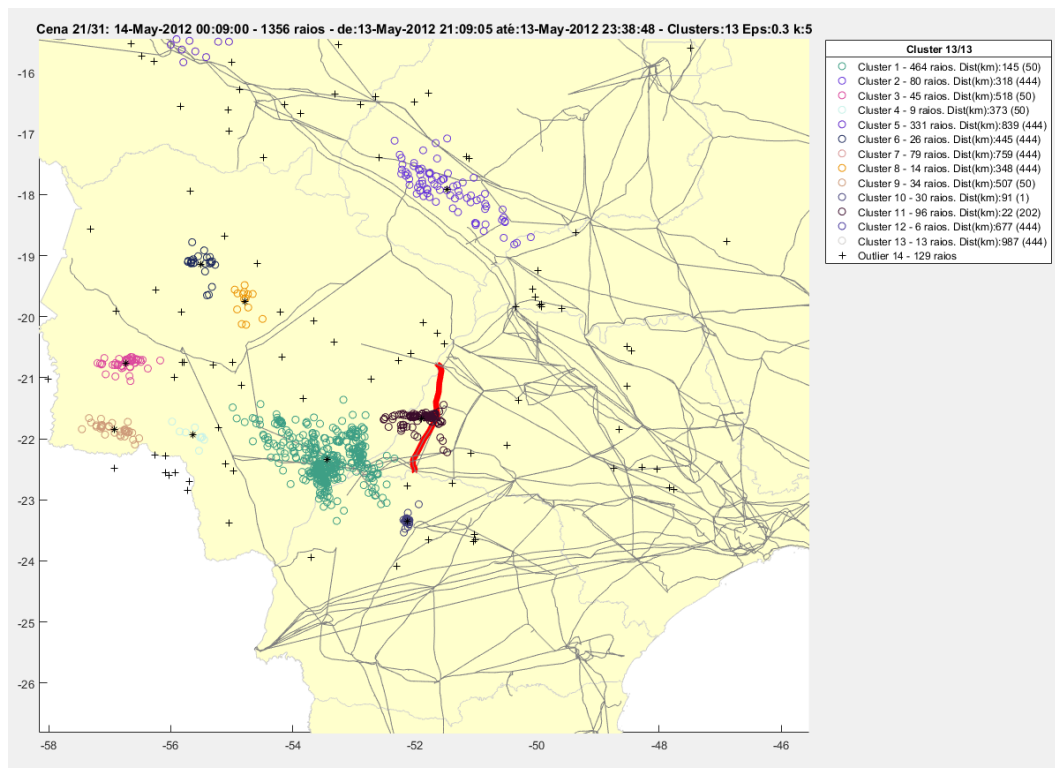 Cena 21/31: 14-May-2012 00:09:00 - 1356 raios - de:13-May-2012 21:09:05 até:13-May-2012 23:38:48 - Clusters:13 Eps:0.3 k:5
Cluster 13/13
Cluster 1 - 464 raios. Dist(km):145 (50)
Cluster 2 - 80 raios. Dist(km):318 (444)
Cluster 3 - 45 raios. Dist(km):518 (50)
Cluster 4 - 9 raios. Dist(km):373 (50)
Cluster 5 - 331 raios. Dist(km):839 (444)
Cluster 6 - 26 raios. Dist(km):445 (444)
Cluster 7 - 79 raios. Dist(km):759 (444)
Cluster 8 - 14 raios. Dist(km):348 (444)
Cluster 9 - 34 raios. Dist(km):507 (50)
Cluster 10 - 30 raios. Dist(km):91 (1)
Cluster 11 - 96 raios. Dist(km):22 (202)
Cluster 12 - 6 raios. Dist(km):677 (444)
Cluster 13 - 13 raios. Dist(km):987 (444)
Outlier 14 - 129 raios
-16
-17
-18
-19
-20
-21
-22
-23
-24
-25
-26
-58
-56
-54
-52
-50
-48
-46